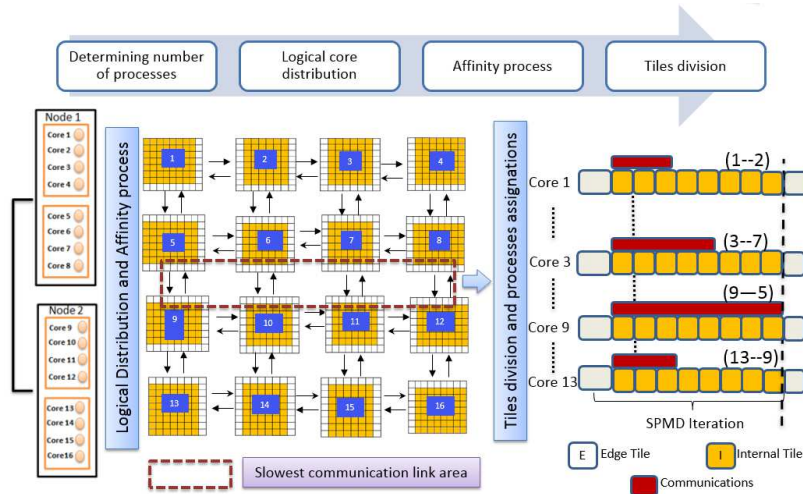 Determining number
of processes
Logical core
distribution
Affinity process
Tiles division
Node 1
Core 1
Core 2
Core 3
Core 4
Core 5
Core 6
Core 7
Core 8
Node 2
Core 9
Core 10
Core 11
Core 12
Core 13
Core 14
Core 15
Core16
Logical Distribution and Affinity process
1
2
3
4
5
6
7
8
9
10
11
12
13
14
15
16
Slowest communication link area
Tiles division and processes assignations
(1--2)
Core 1
(3--7)
Core 3
(9—5)
Core 9
(13--9)
Core 13
SPMD Iteration
E Edge Tile
I Internal Tile
Communications